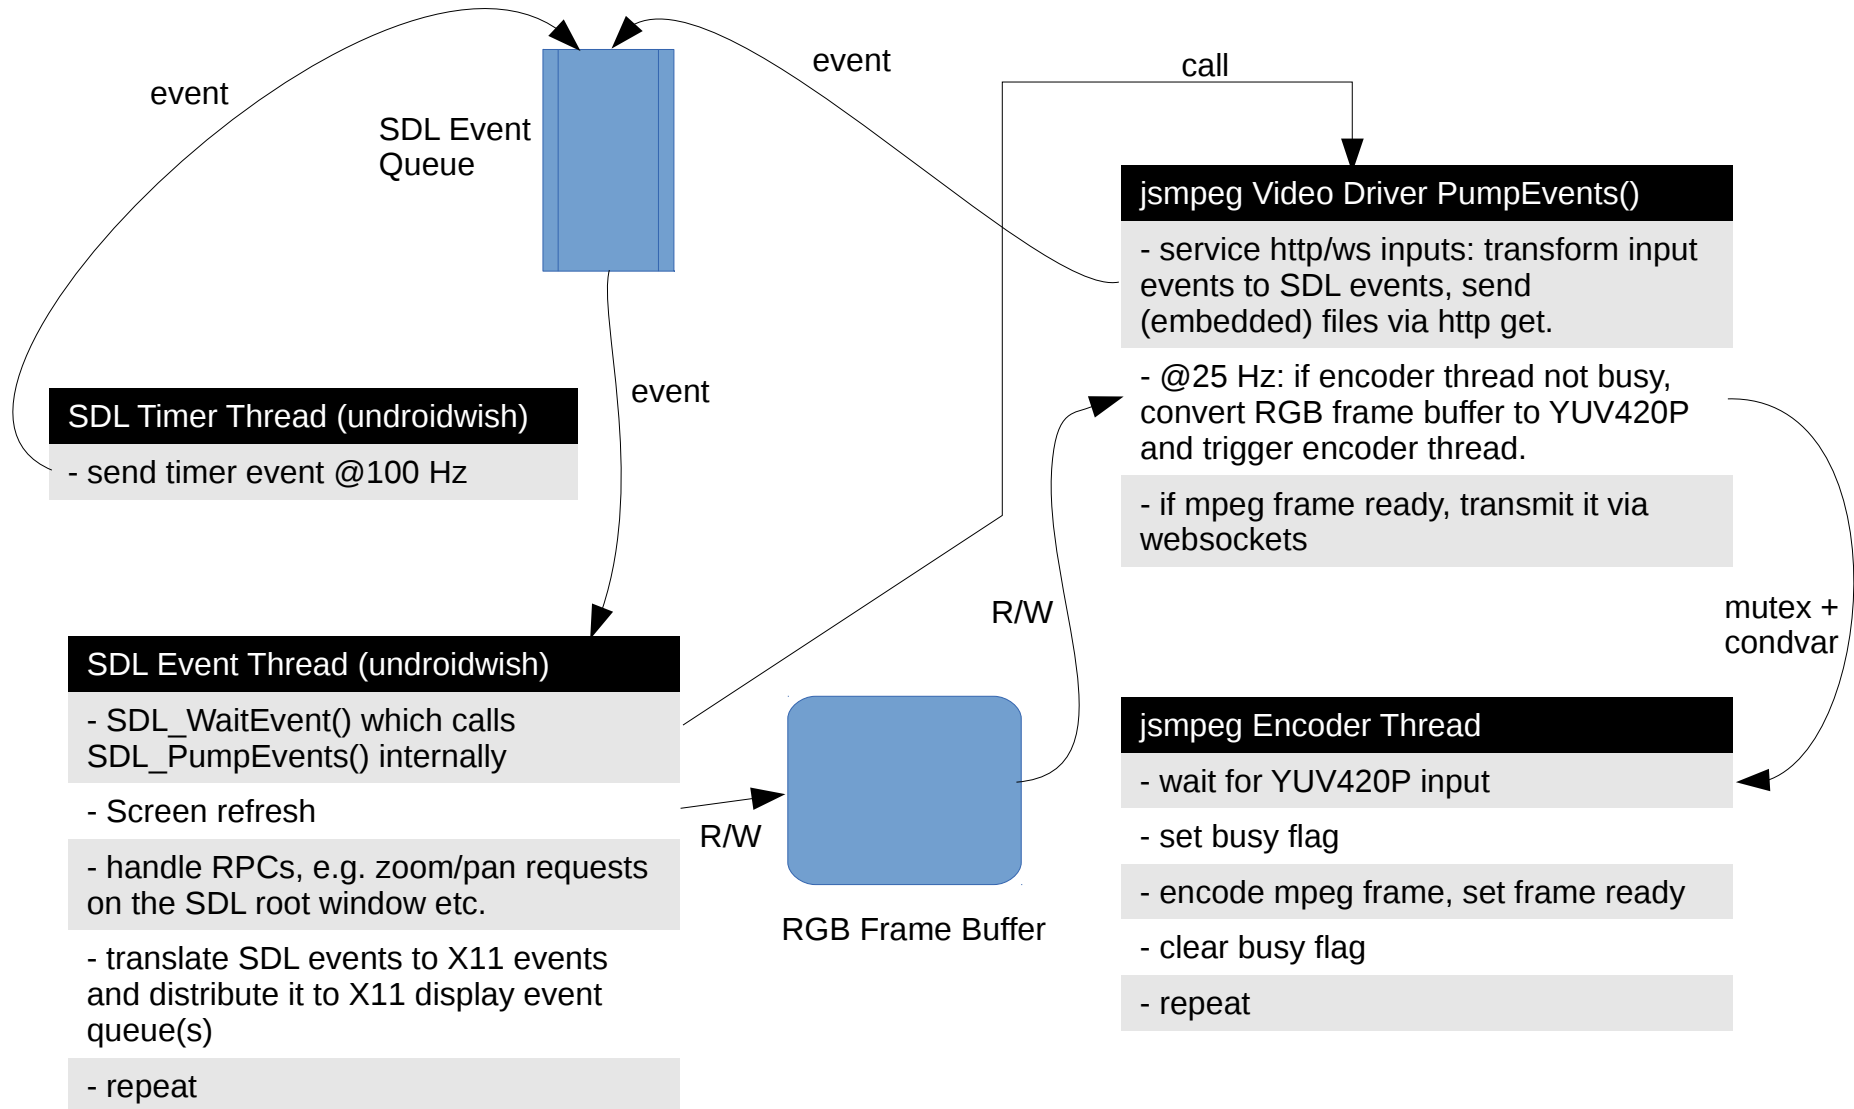 event
event
call
SDL Event
Queue
event
SDL Timer Thread (undroidwish)
- send timer event @100 Hz
jsmpeg Video Driver PumpEvents()
- service http/ws inputs: transform input
events to SDL events, send
(embedded) files via http get.
- @25 Hz: if encoder thread not busy,
convert RGB frame buffer to YUV420P
and trigger encoder thread.
- if mpeg frame ready, transmit it via
websockets
R/W
mutex +
condvar
SDL Event Thread (undroidwish)
- SDL_WaitEvent() which calls
SDL_PumpEvents() internally
- Screen refresh
- handle RPCs, e.g. zoom/pan requests
on the SDL root window etc.
- translate SDL events to X11 events
and distribute it to X11 display event
queue(s)
- repeat
R/W
RGB Frame Buffer
jsmpeg Encoder Thread
- wait for YUV420P input
- set busy flag
- encode mpeg frame, set frame ready
- clear busy flag
- repeat